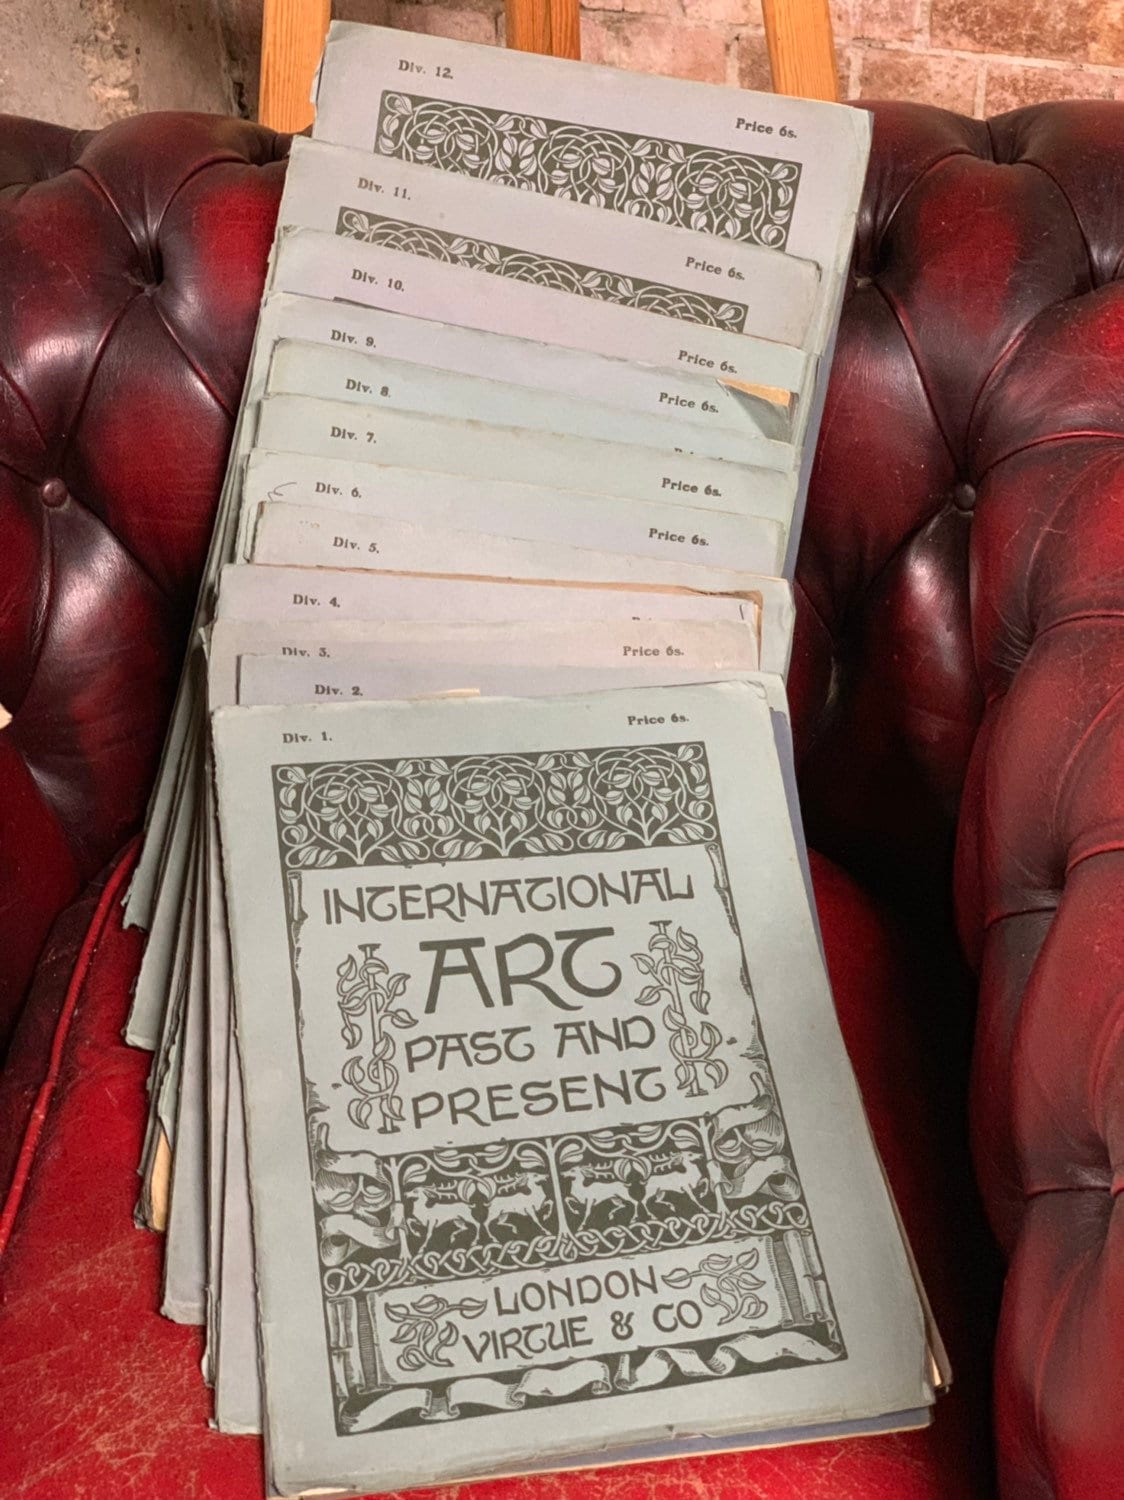 Div. 12.
Price 6s.
Div. 11.
Price 6s.
Div. 10.
Price 6s.
Div. 9.
Price 6s.
Div. 8.
Div. 7.
Price 6s.
Div. 6.
Price 6s.
Div. 5.
Div. 4.
Div. 3.
Price 6s.
Div. 2.
Div. 1.
Price 6s.
INTERNATIONAL
ART
PAST AND
PRESENT
LONDON
VIRTUE & CO